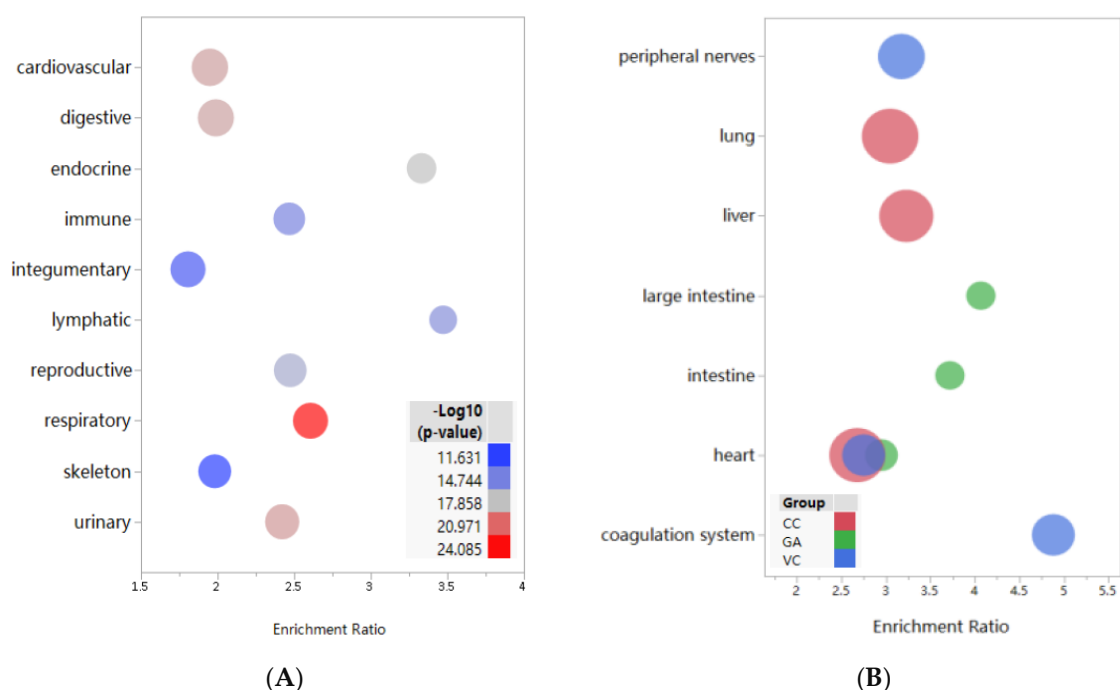 cardiovascular
digestive
endocrine
immune
integumentary
lymphatic
reproductive
respiratory
skeleton
urinary
-Log10
(p-value)
11.631
14.744
17.858
20.971
24.085
1.5 2 2.5 3 3.5 4
Enrichment Ratio
(A)
peripheral nerves
lung
liver
large intestine
intestine
heart
coagulation system
Group
CC
GA
VC
2 2.5 3 3.5 4 4.5 5 5.5
Enrichment Ratio
(B)